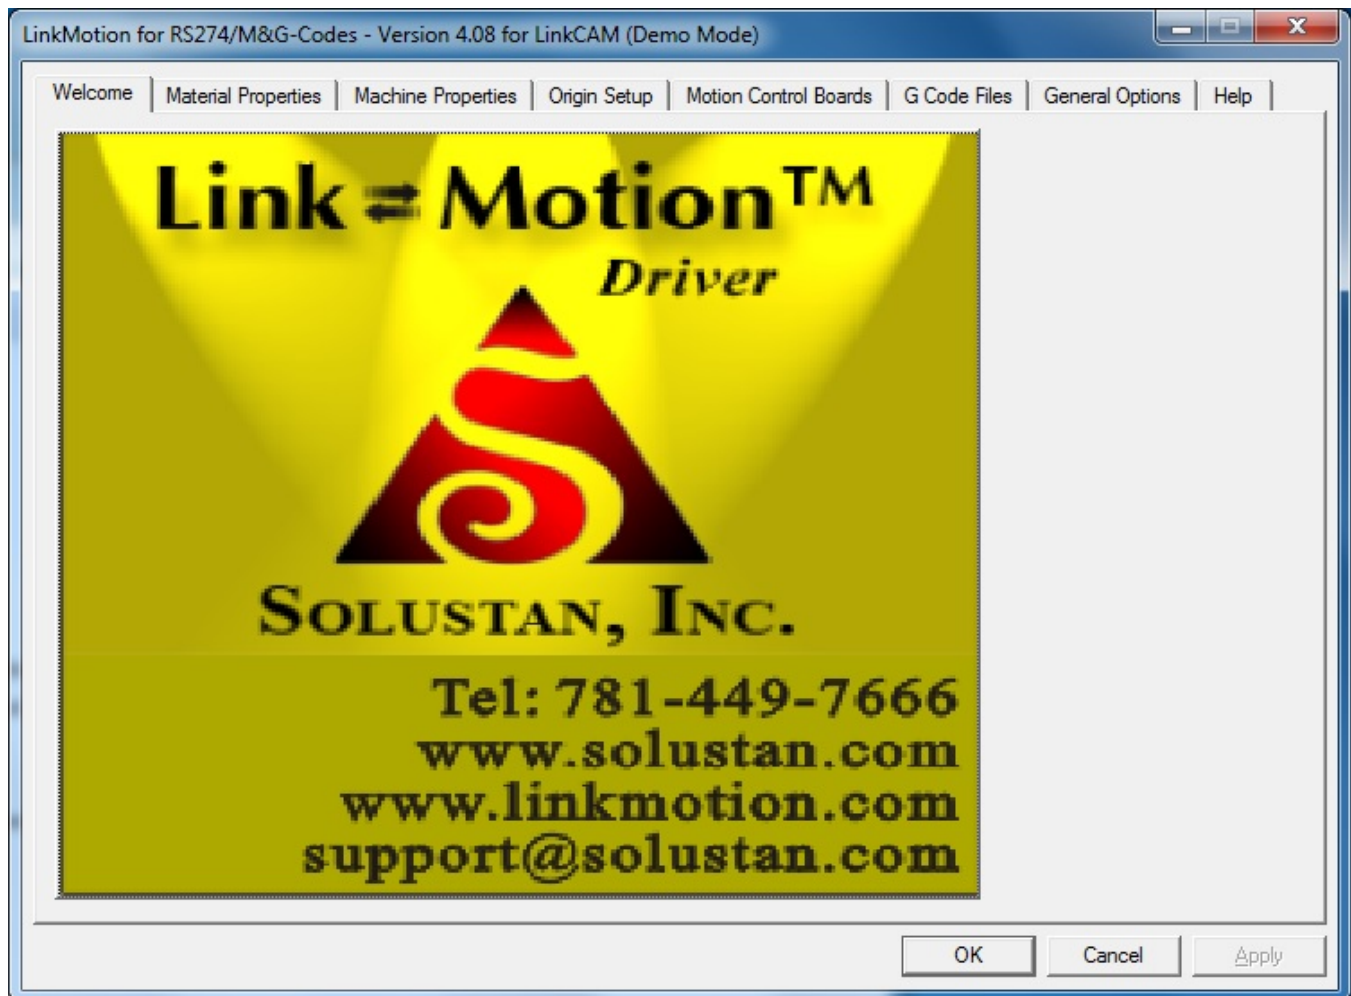 LinkMotion for RS274/M&G-Codes - Version 4.08 for LinkCAM (Demo Mode)
Welcome Material Properties Machine Properties Origin Setup Motion Control Boards G Code Files General Options Help
Link ⇄ Motion™
Driver
SOLUSTAN, INC.
Tel: 781-449-7666
www.solustan.com
www.linkmotion.com
support@solustan.com
OK Cancel Apply